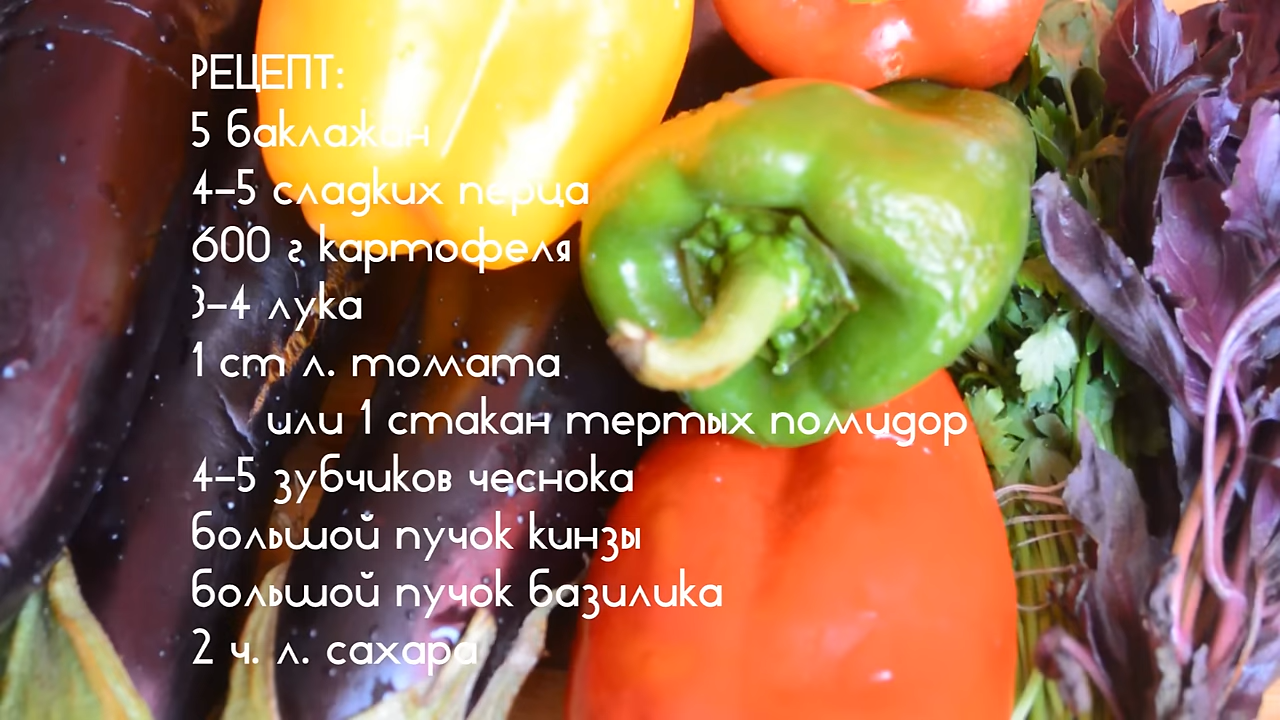 РЕЦЕПТ:
5 баклажан
4-5 сладких перца
600 г картофеля
3-4 лука
1 ст л. томата
или 1 стакан тертых помидор
4-5 зубчиков чеснока
большой пучок кинзы
большой пучок базилика
2 ч. л. сахара